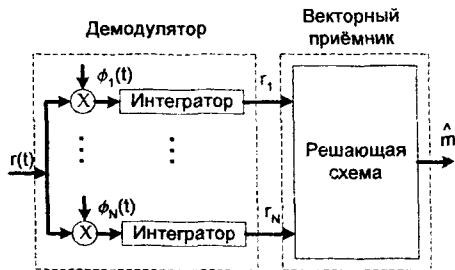 Демодулятор
Векторный
приёмник
ϕ₁(t)
X
Интегратор
r₁
r(t)
Решающая
схема
m̂
ϕN(t)
X
Интегратор
rN